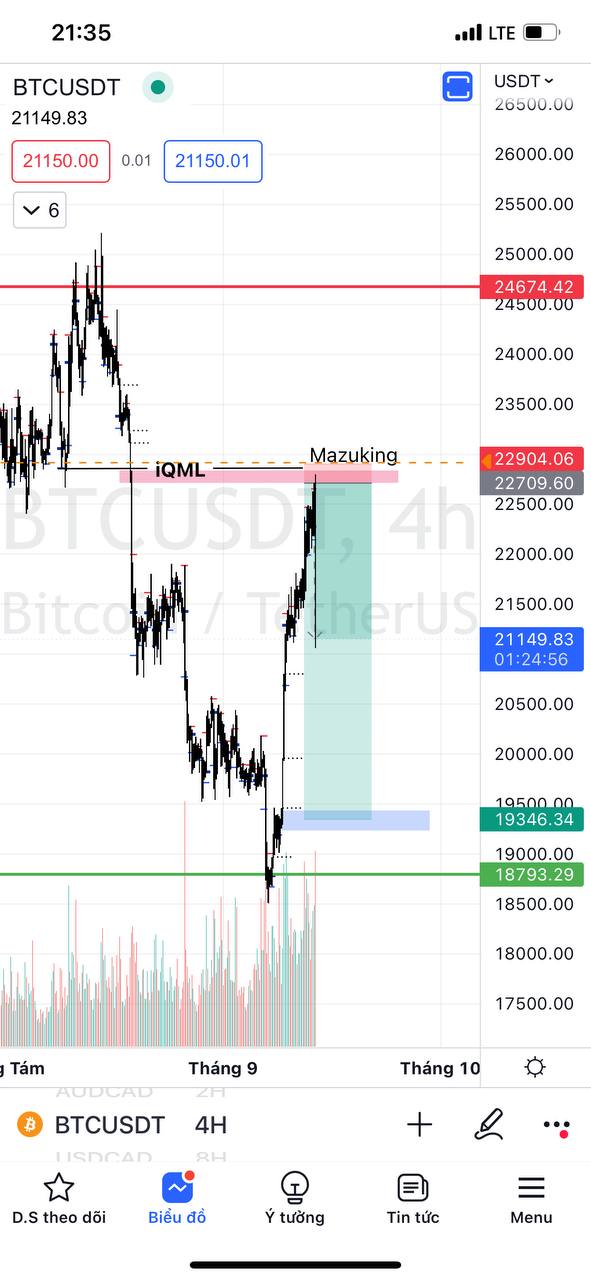 21:35
LTE
BTCUSDT
USDT
21149.83
26500.00
21150.00 0.01 21150.01
26000.00
6
25500.00
25000.00
24674.42
24500.00
24000.00
23500.00
Mazuking
iQML
22904.06
22709.60
BTCUSDT, 4h
22500.00
22000.00
Bitcoin / TetherUS
21500.00
21149.83
01:24:56
20500.00
20000.00
19500.00
19346.34
19000.00
18793.29
18500.00
18000.00
17500.00
g Tám Tháng 9 Tháng 10
AUDCAD 2H
BTCUSDT 4H
USDCAD 8H
D.S theo dõi Biểu đồ Ý tưởng Tin tức Menu